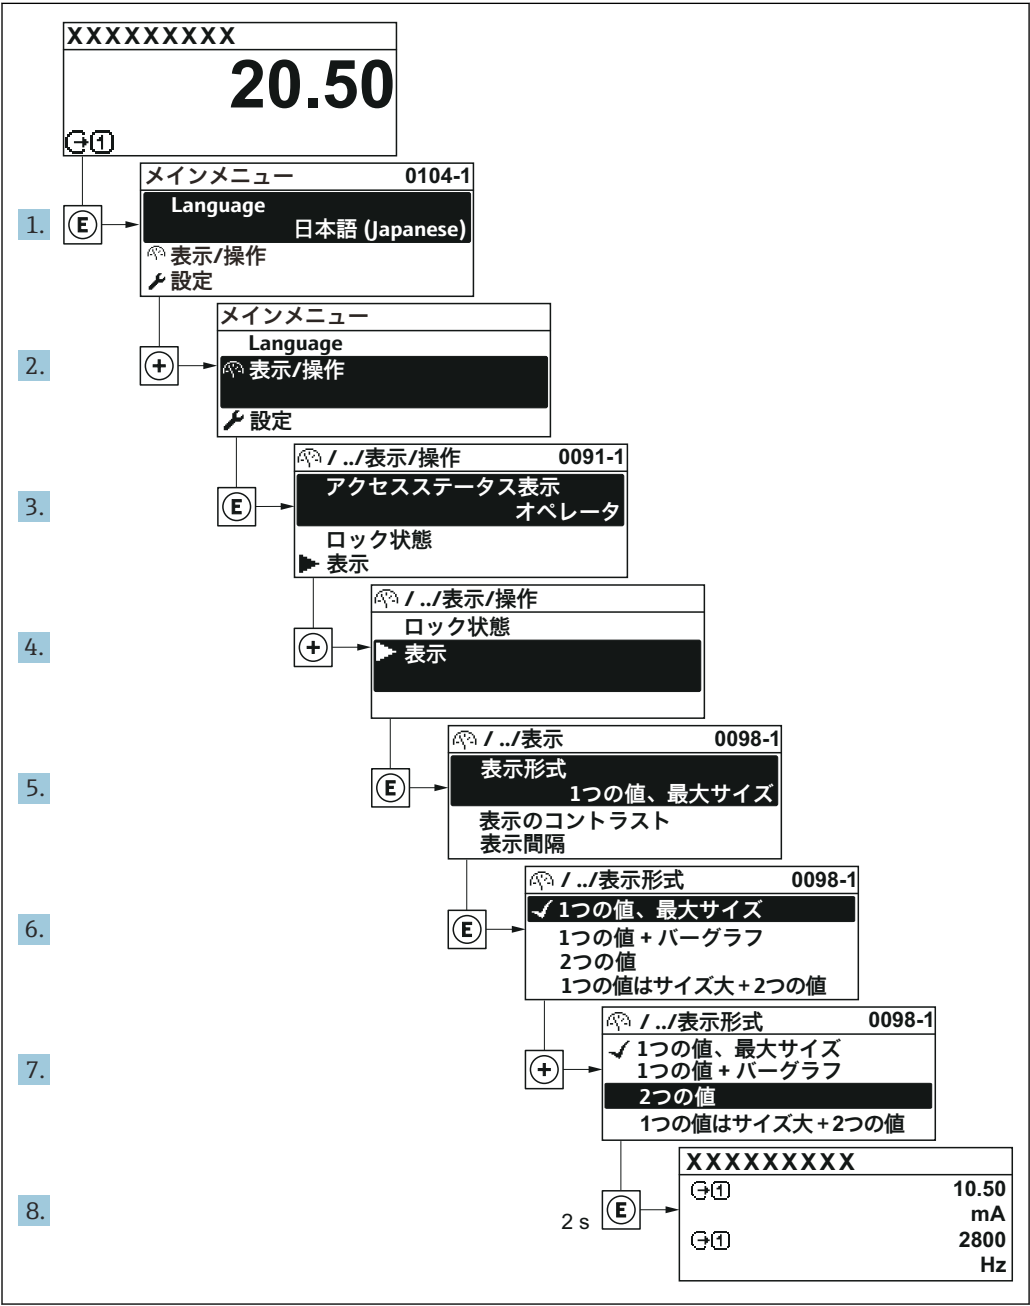 XXXXXXXXX
20.50
1
メインメニュー 0104-1
1. E Language
日本語 (Japanese)
表示/操作
設定
メインメニュー
Language
2. + 表示/操作
設定
/ ../表示/操作 0091-1
アクセスステータス表示
3. E オペレータ
ロック状態
表示
/ ../表示/操作
ロック状態
4. + 表示
/ ../表示 0098-1
表示形式
5. E 1つの値、最大サイズ
表示のコントラスト
表示間隔
/ ../表示形式 0098-1
1つの値、最大サイズ
6. E 1つの値 + バーグラフ
2つの値
1つの値はサイズ大+2つの値
/ ../表示形式 0098-1
1つの値、最大サイズ
7. + 1つの値 + バーグラフ
2つの値
1つの値はサイズ大+2つの値
XXXXXXXXX
1 10.50
8. 2 s E mA
1 2800
Hz